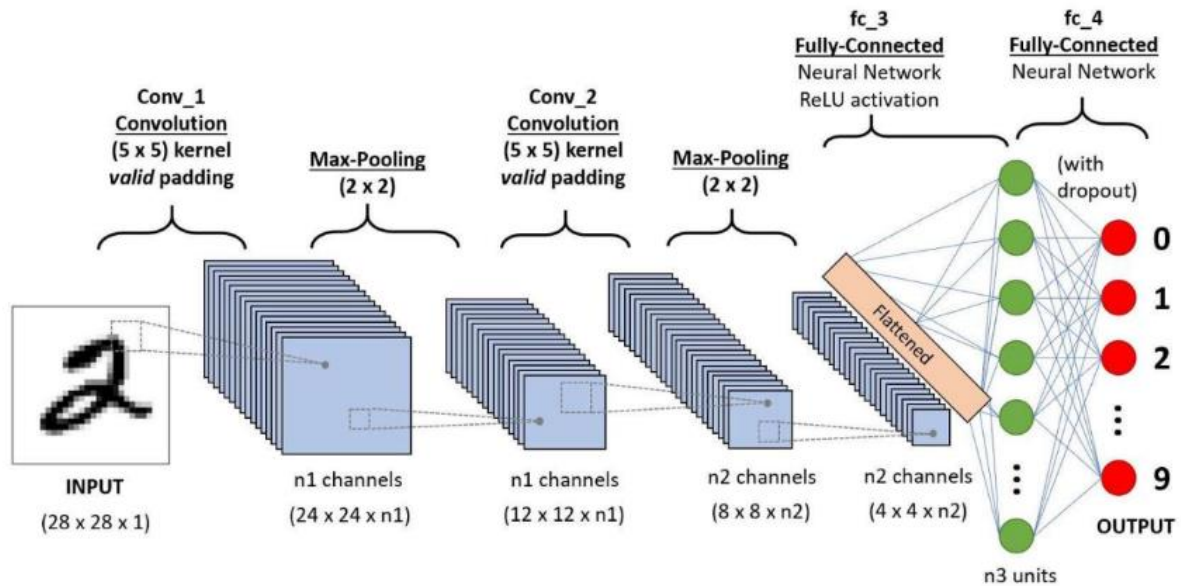 fc_3
Fully-Connected
Neural Network
ReLU activation
fc_4
Fully-Connected
Neural Network
Conv_1
Convolution
(5 x 5) kernel
valid padding
Max-Pooling
(2 x 2)
Conv_2
Convolution
(5 x 5) kernel
valid padding
Max-Pooling
(2 x 2)
(with
dropout)
Flattened
0
1
2
9
INPUT
(28 x 28 x 1)
n1 channels
(24 x 24 x n1)
n1 channels
(12 x 12 x n1)
n2 channels
(8 x 8 x n2)
n2 channels
(4 x 4 x n2)
n3 units
OUTPUT